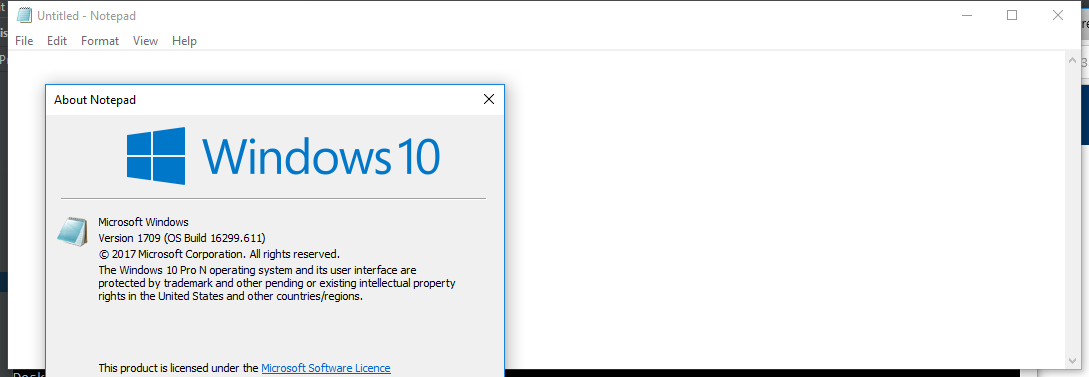 Untitled - Notepad
File Edit Format View Help
About Notepad
Windows 10
Microsoft Windows
Version 1709 (OS Build 16299.611)
© 2017 Microsoft Corporation. All rights reserved.
The Windows 10 Pro N operating system and its user interface are
protected by trademark and other pending or existing intellectual property
rights in the United States and other countries/regions.
This product is licensed under the Microsoft Software Licence